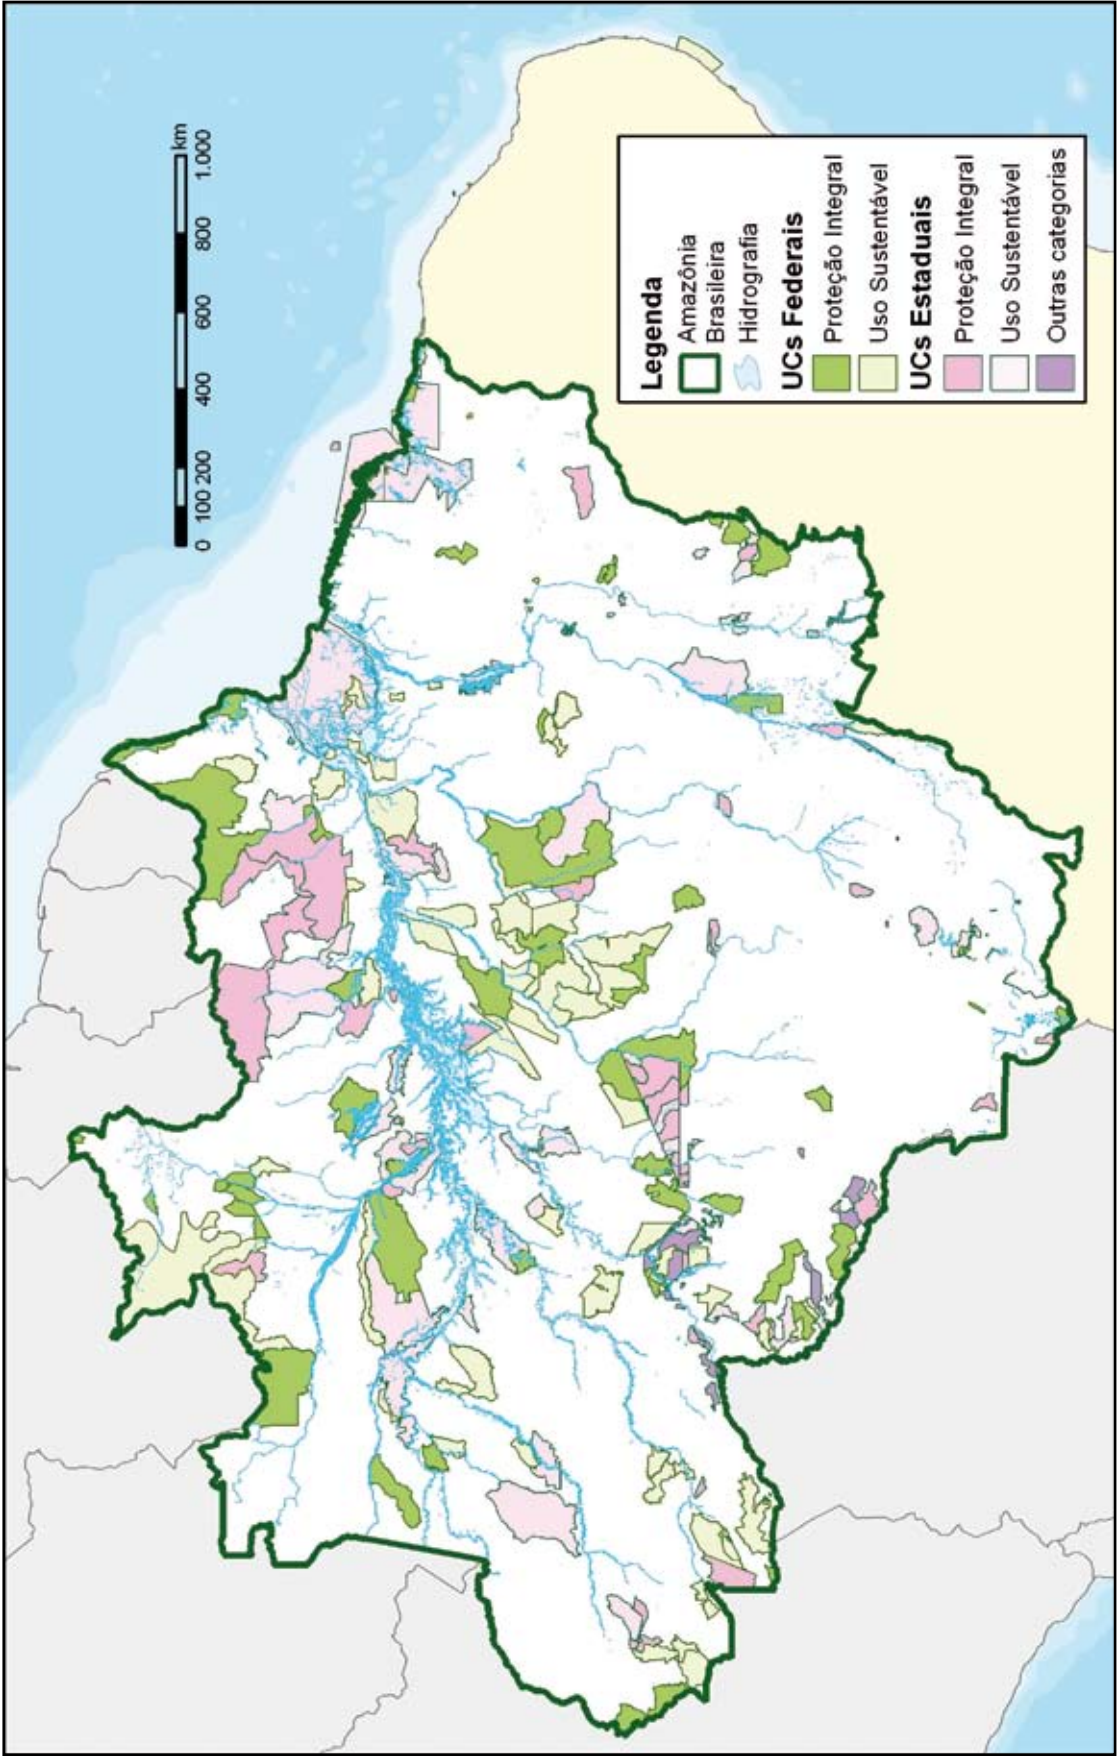 0 100 200 400 600 800 1.000 km
Legenda
Amazônia
Brasileira
Hidrografia
UCs Federais
Proteção Integral
Uso Sustentável
UCs Estaduais
Proteção Integral
Uso Sustentável
Outras categorias